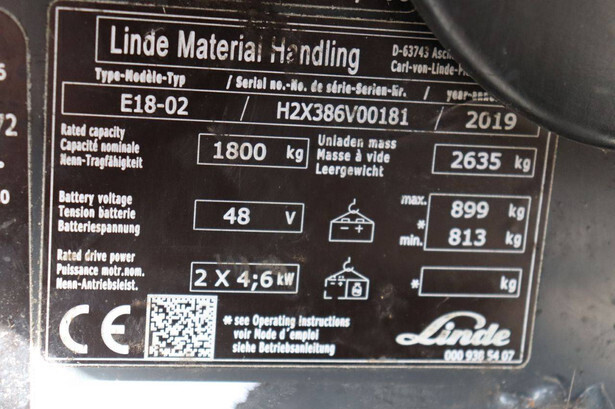 Linde Material Handling
D-63743
Carl-von-Linde-
Type-Modèle-Typ / Serial no.-No. de série-Serien-Nr. /
E18-02 / H2X386V00181 / 2019
Rated capacity
Capacité nominale
Nenn-Tragfähigkeit
1800 kg
Unladen mass
Masse à vide
Leergewicht
2635 kg
Battery voltage
Tension batterie
Batteriespannung
48 V
- +
max. 899 kg
*
min. 813 kg
Rated drive power
Puissance motr.nom.
Nenn-Antriebsleist.
2 X 4;6 kW
- +
* kg
CE
* see Operating instructions
voir Mode d'emploi
siehe Betriebsanleitung
Linde
000 938 54 07